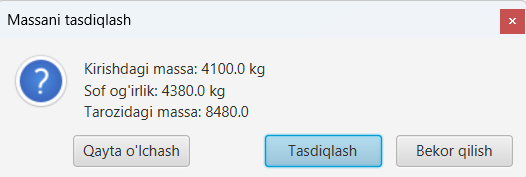 Massani tasdiqlash
Kirishdagi massa: 4100.0 kg
Sof og'irlik: 4380.0 kg
Tarozidagi massa: 8480.0
Qayta o'lchash
Tasdiqlash
Bekor qilish